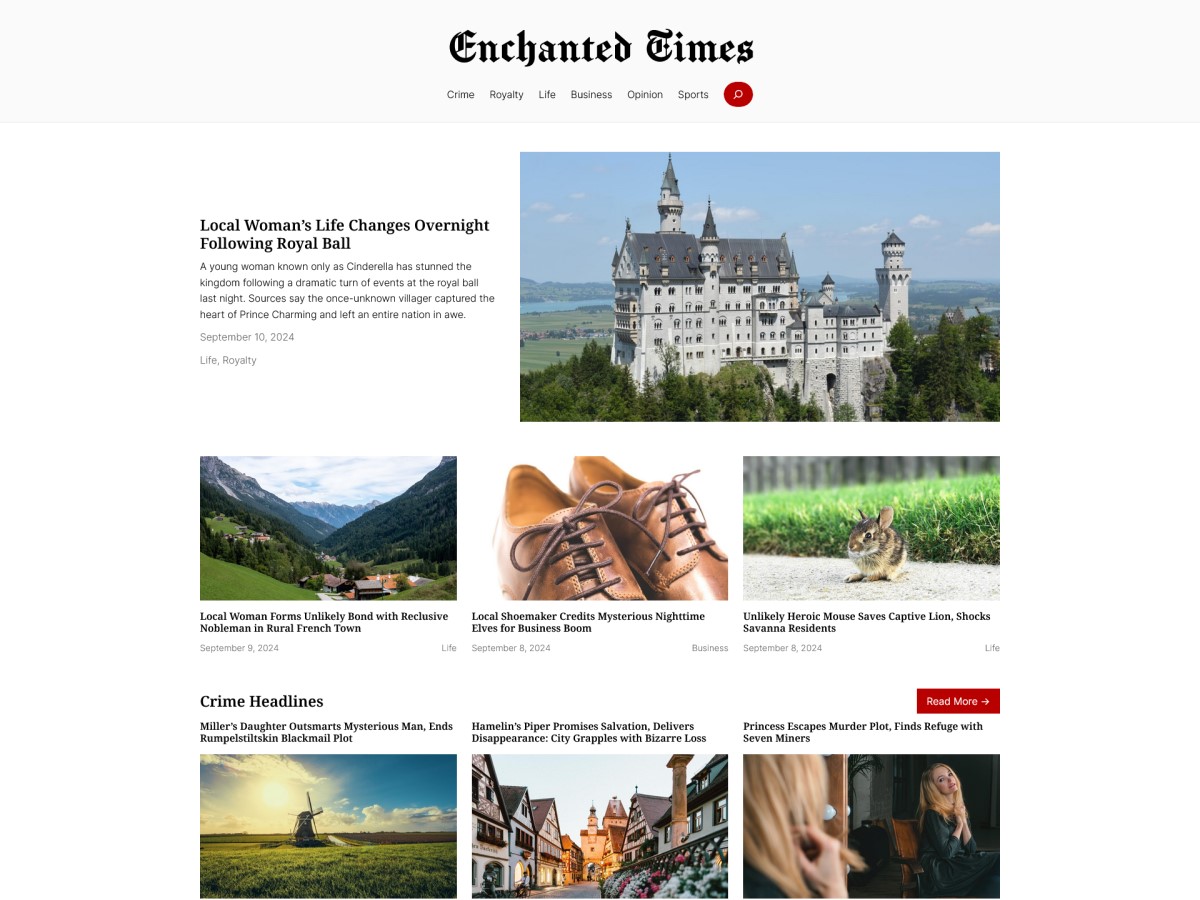 Enchanted Times
Crime Royalty Life Business Opinion Sports
Local Woman’s Life Changes Overnight
Following Royal Ball
A young woman known only as Cinderella has stunned the
kingdom following a dramatic turn of events at the royal ball
last night. Sources say the once-unknown villager captured the
heart of Prince Charming and left an entire nation in awe.
September 10, 2024
Life, Royalty
Local Woman Forms Unlikely Bond with Reclusive
Nobleman in Rural French Town
September 9, 2024 Life
Local Shoemaker Credits Mysterious Nighttime
Elves for Business Boom
September 8, 2024 Business
Unlikely Heroic Mouse Saves Captive Lion, Shocks
Savanna Residents
September 8, 2024 Life
Crime Headlines
Read More →
Miller’s Daughter Outsmarts Mysterious Man, Ends
Rumpelstiltskin Blackmail Plot
Hamelin’s Piper Promises Salvation, Delivers
Disappearance: City Grapples with Bizarre Loss
Princess Escapes Murder Plot, Finds Refuge with
Seven Miners